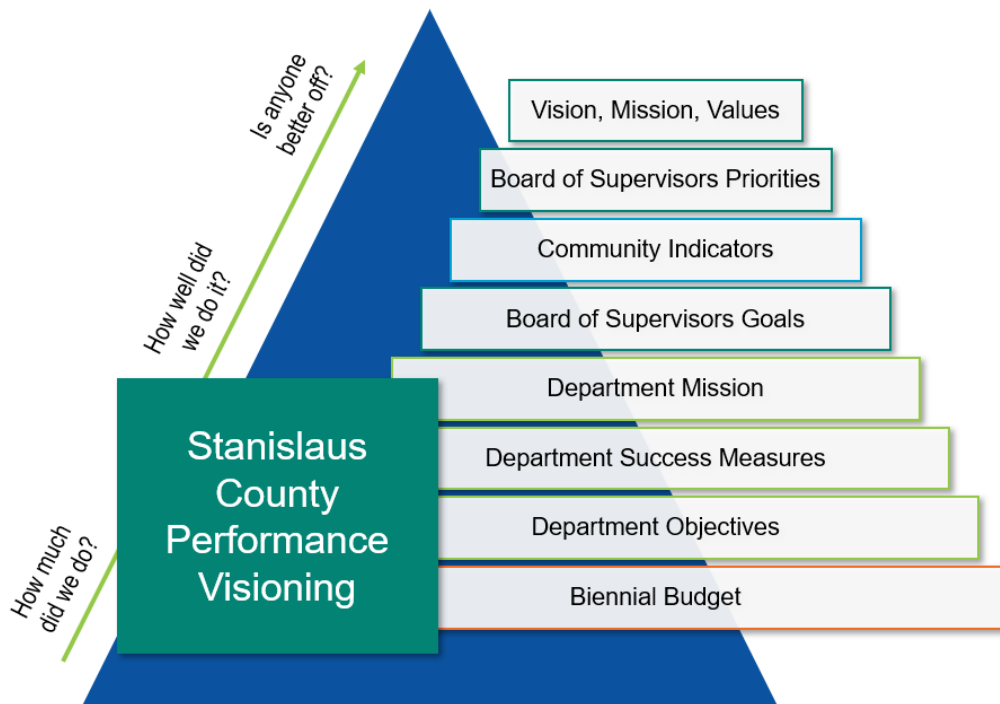 Is anyone
better off?
How well did
we do it?
How much
did we do?
Vision, Mission, Values
Board of Supervisors Priorities
Community Indicators
Board of Supervisors Goals
Department Mission
Department Success Measures
Department Objectives
Biennial Budget
Stanislaus
County
Performance
Visioning